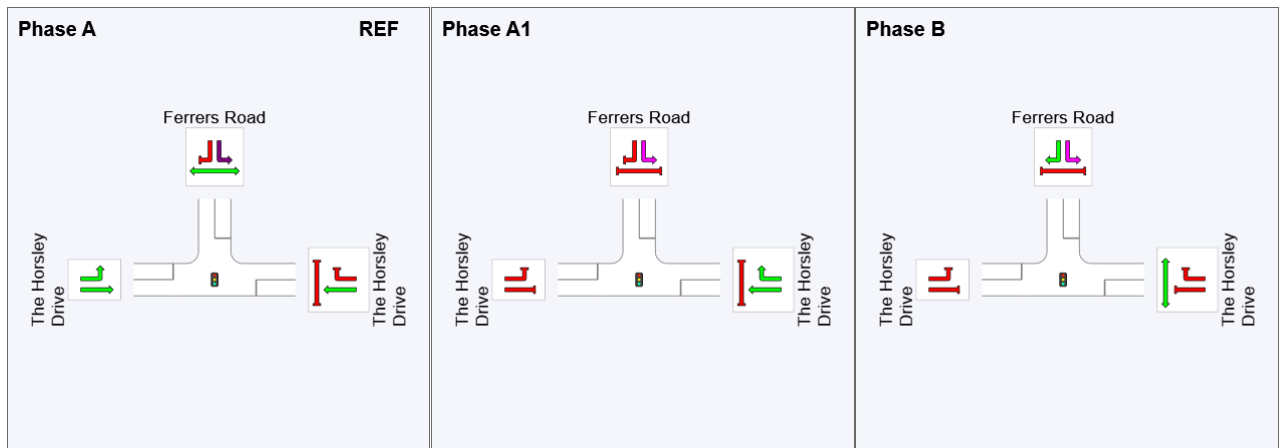 Phase A
REF
Ferrers Road
The Horsley
Drive
The Horsley
Drive
Phase A1
Ferrers Road
The Horsley
Drive
The Horsley
Drive
Phase B
Ferrers Road
The Horsley
Drive
The Horsley
Drive